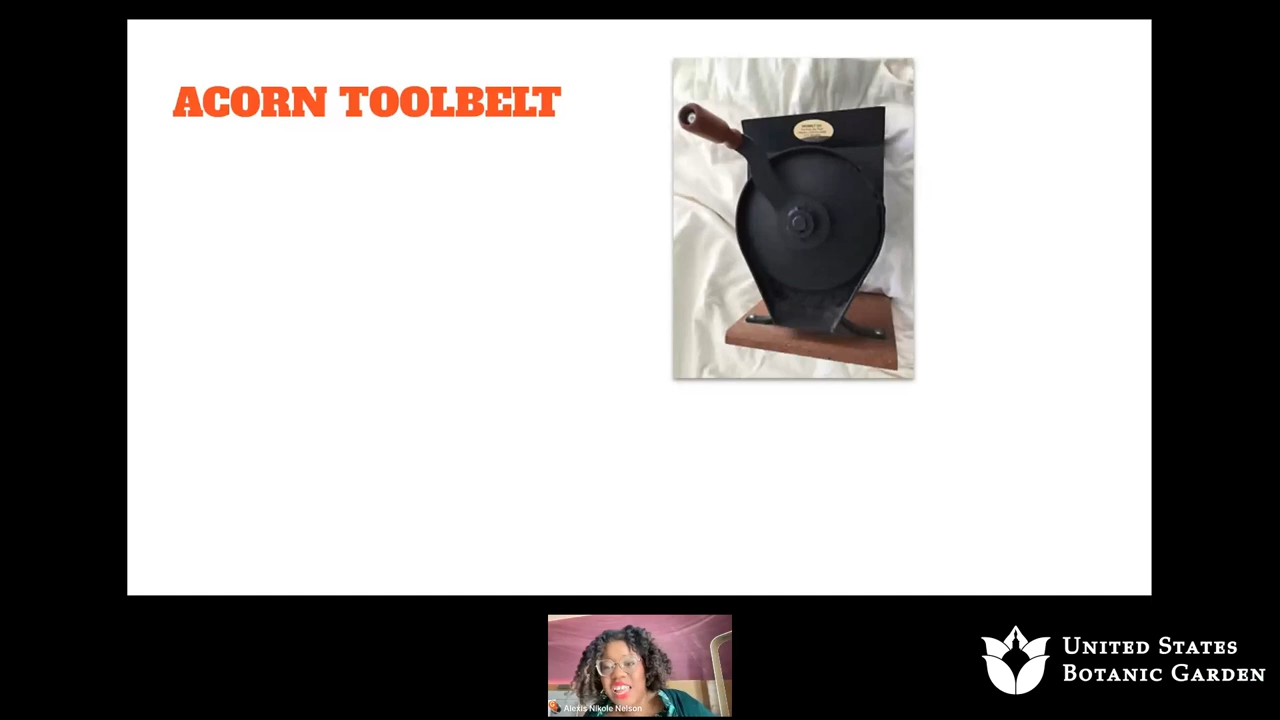 ACORN TOOLBELT
Alexis Nikole Nelson
UNITED STATES
BOTANIC GARDEN